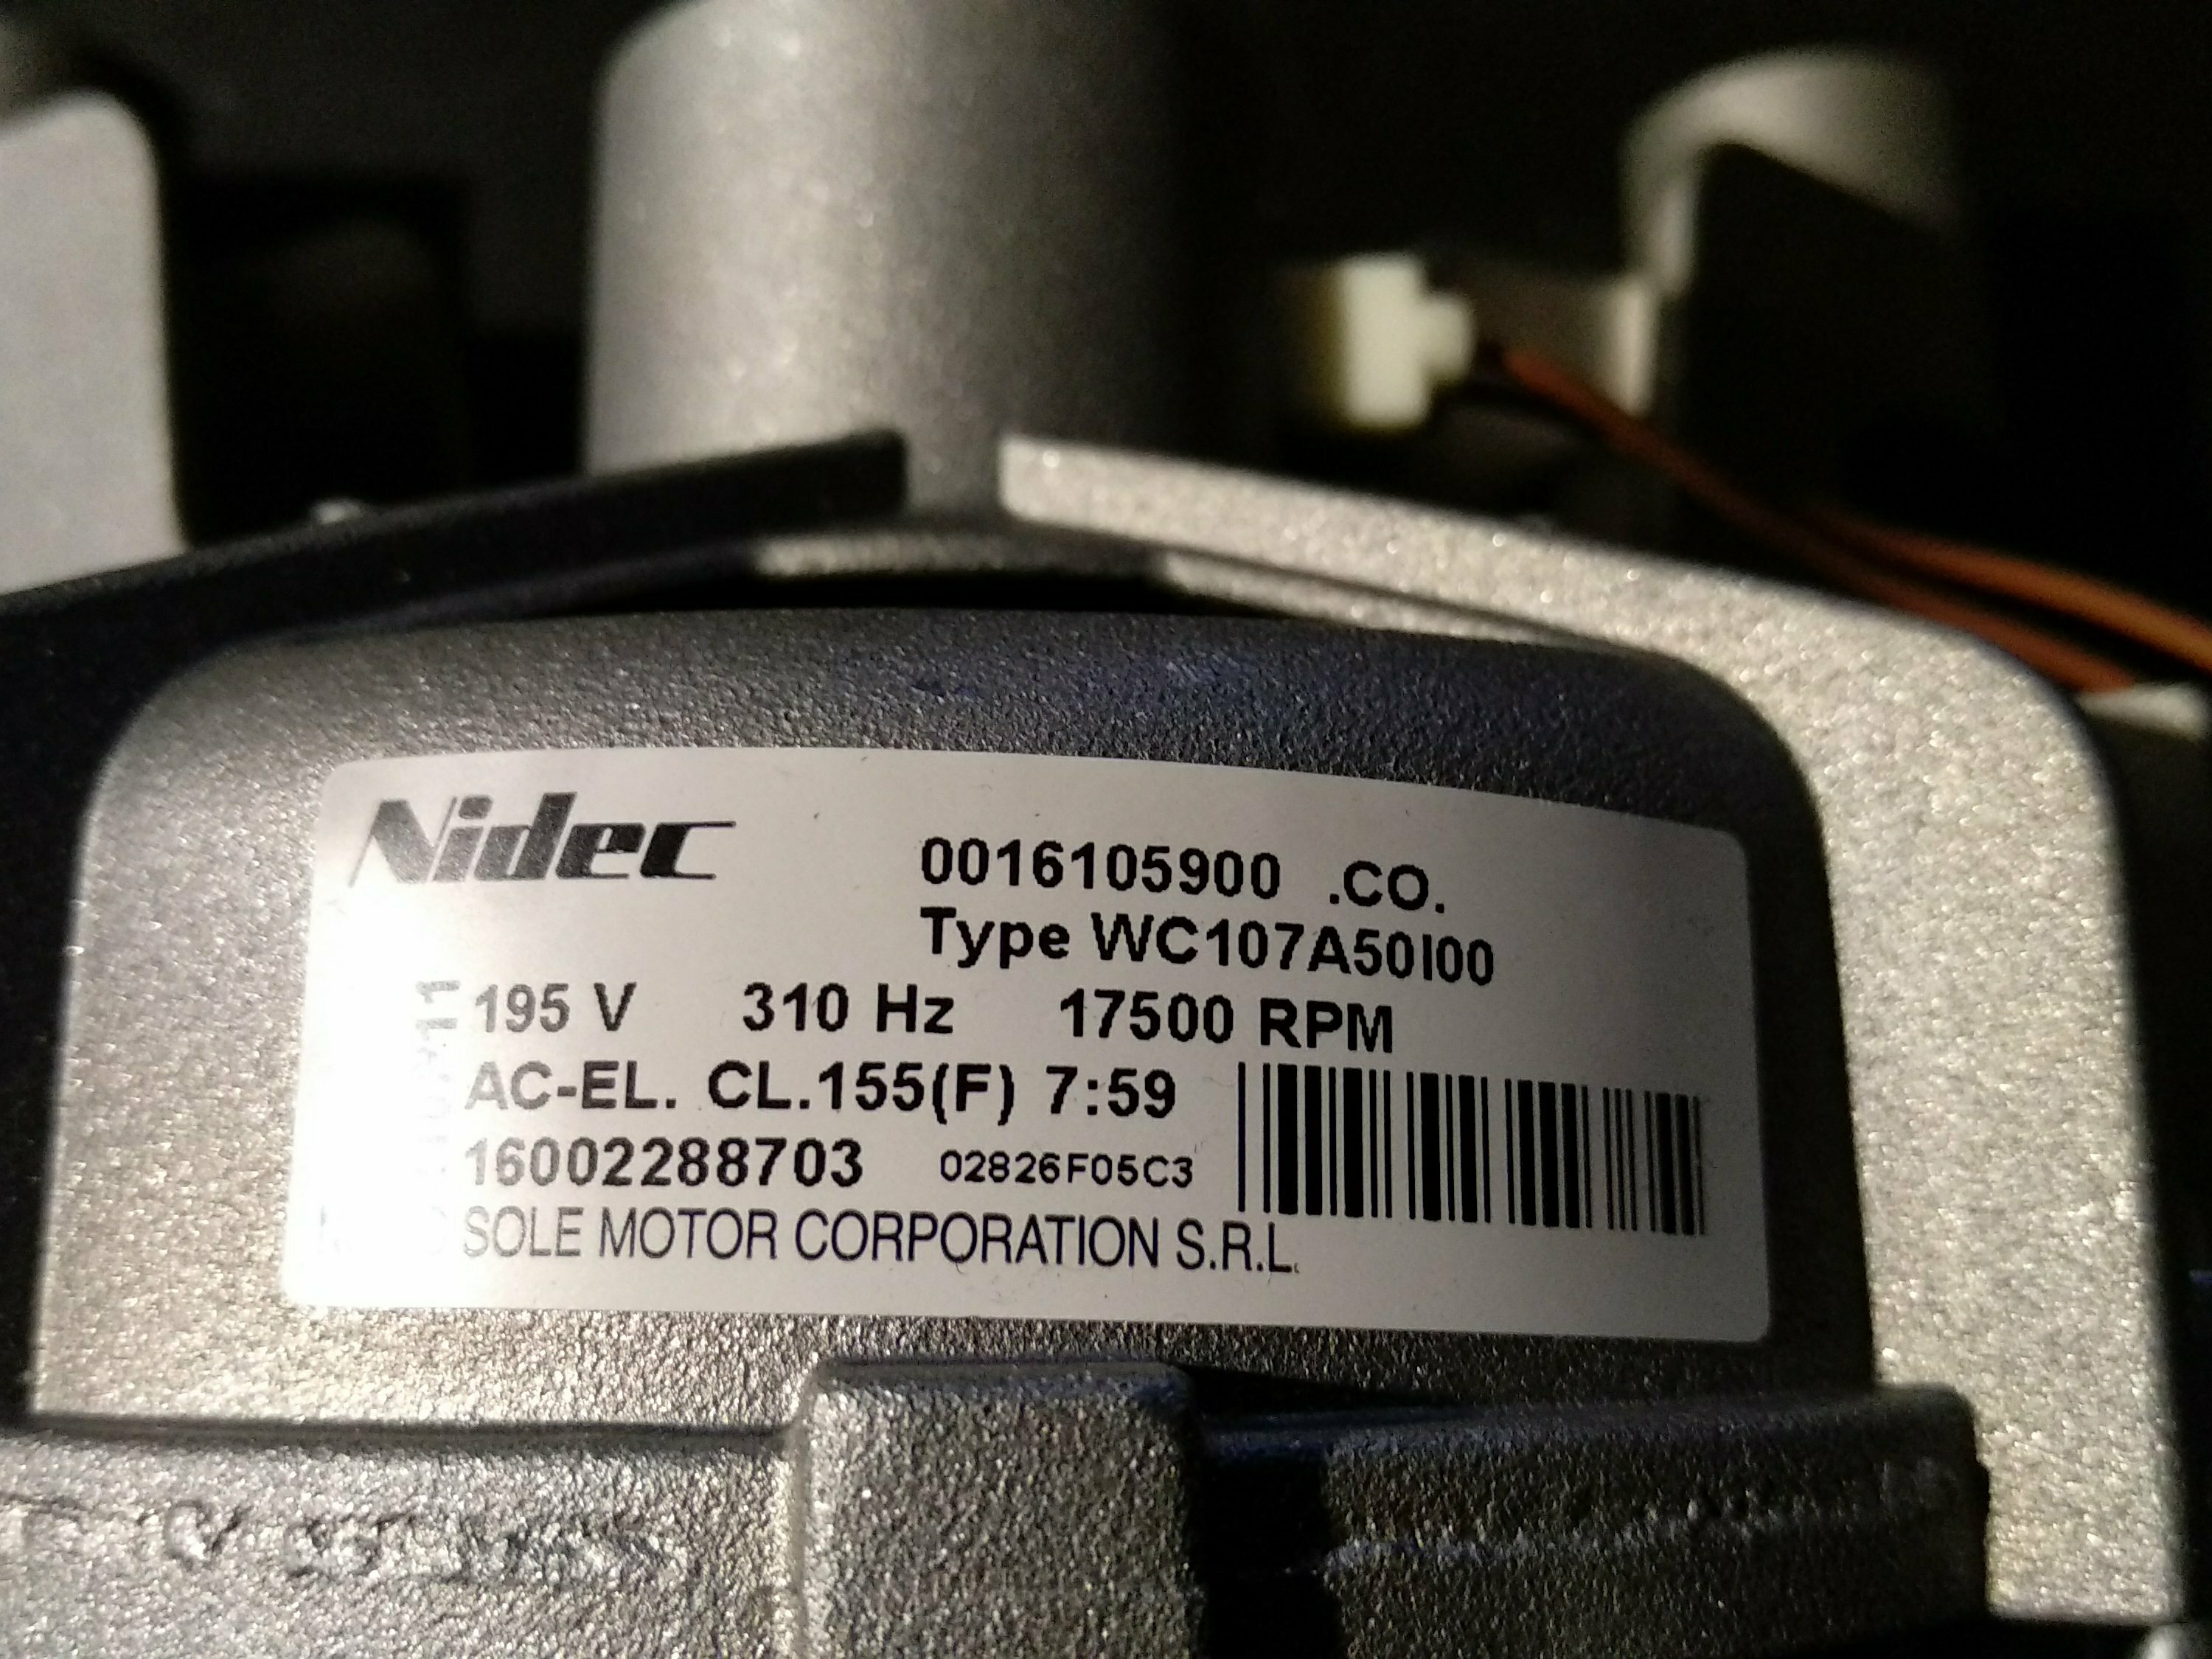 Nidec
0016105900 .CO.
Type WC107A50I00
195 V 310 Hz 17500 RPM
AC-EL. CL.155(F) 7:59
16002288703 02826F05C3
SOLE MOTOR CORPORATION S.R.L.